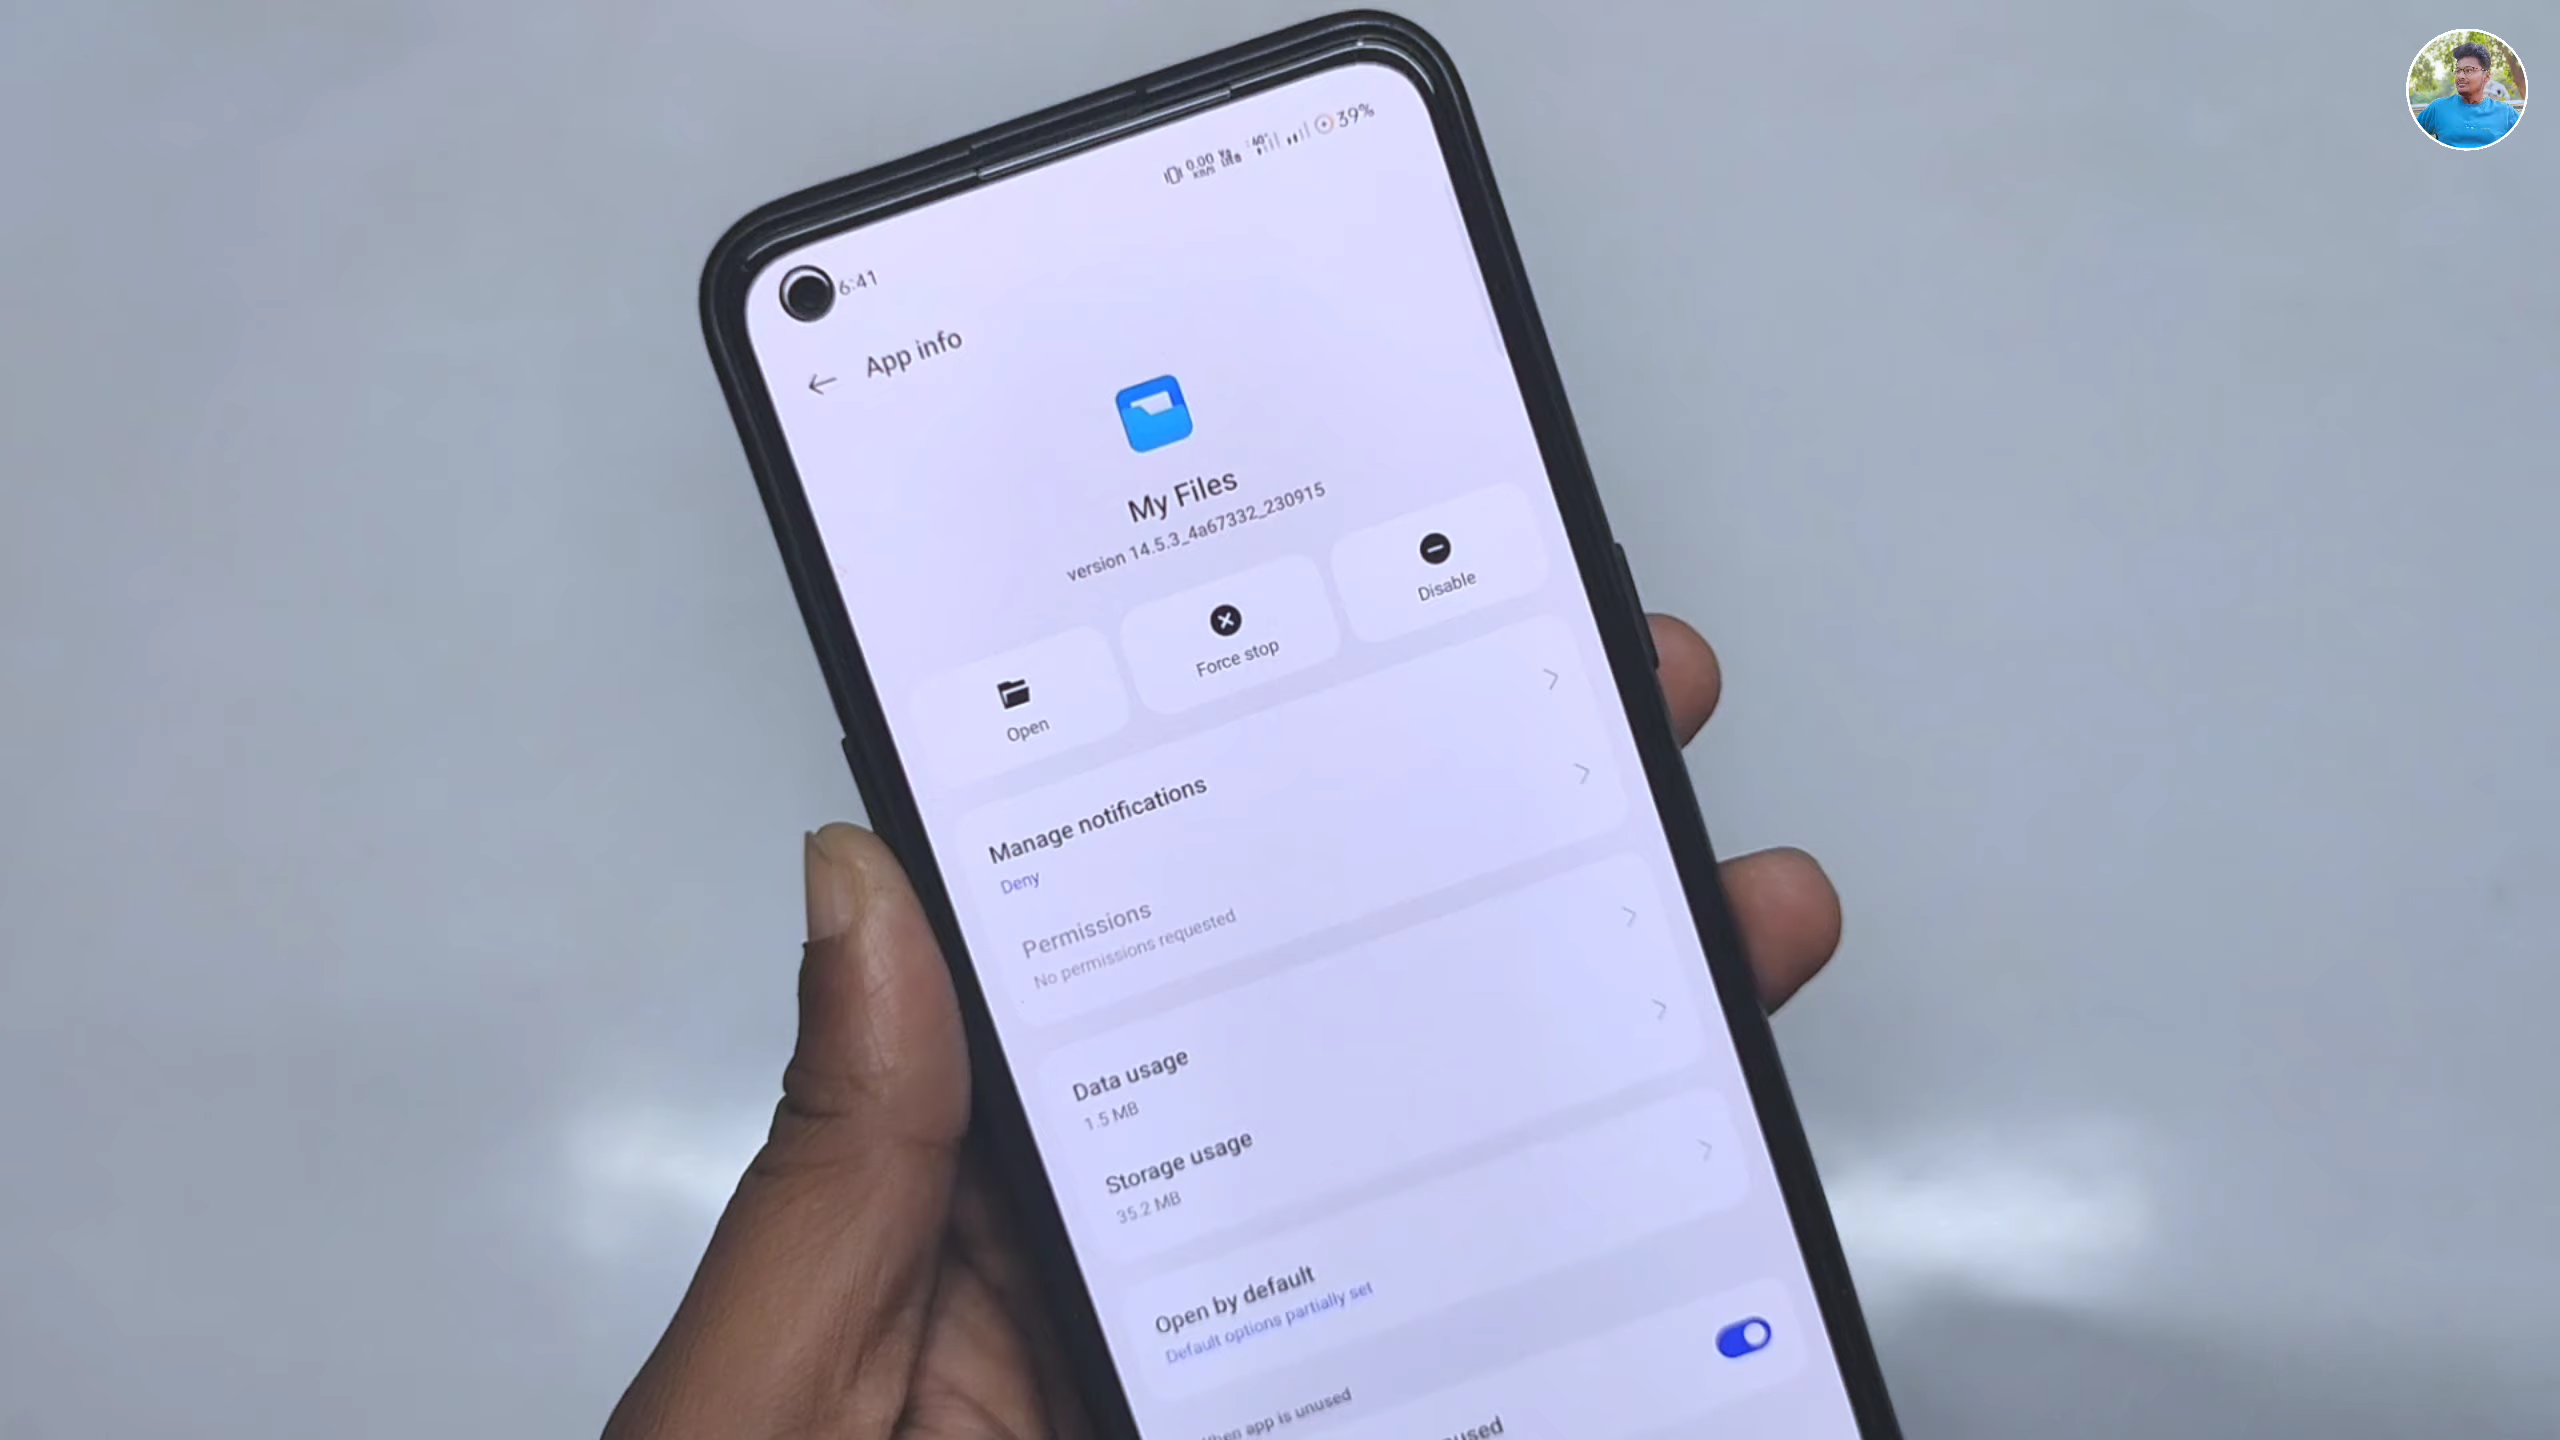 6:41
0.00
KB/S
39%
App info
My Files
version 14.5.3_4a67332_230915
Open
Force stop
Disable
Manage notifications
Deny
Permissions
No permissions requested
Data usage
1.5 MB
Storage usage
35.2 MB
Open by default
Default options partially set
app is unused